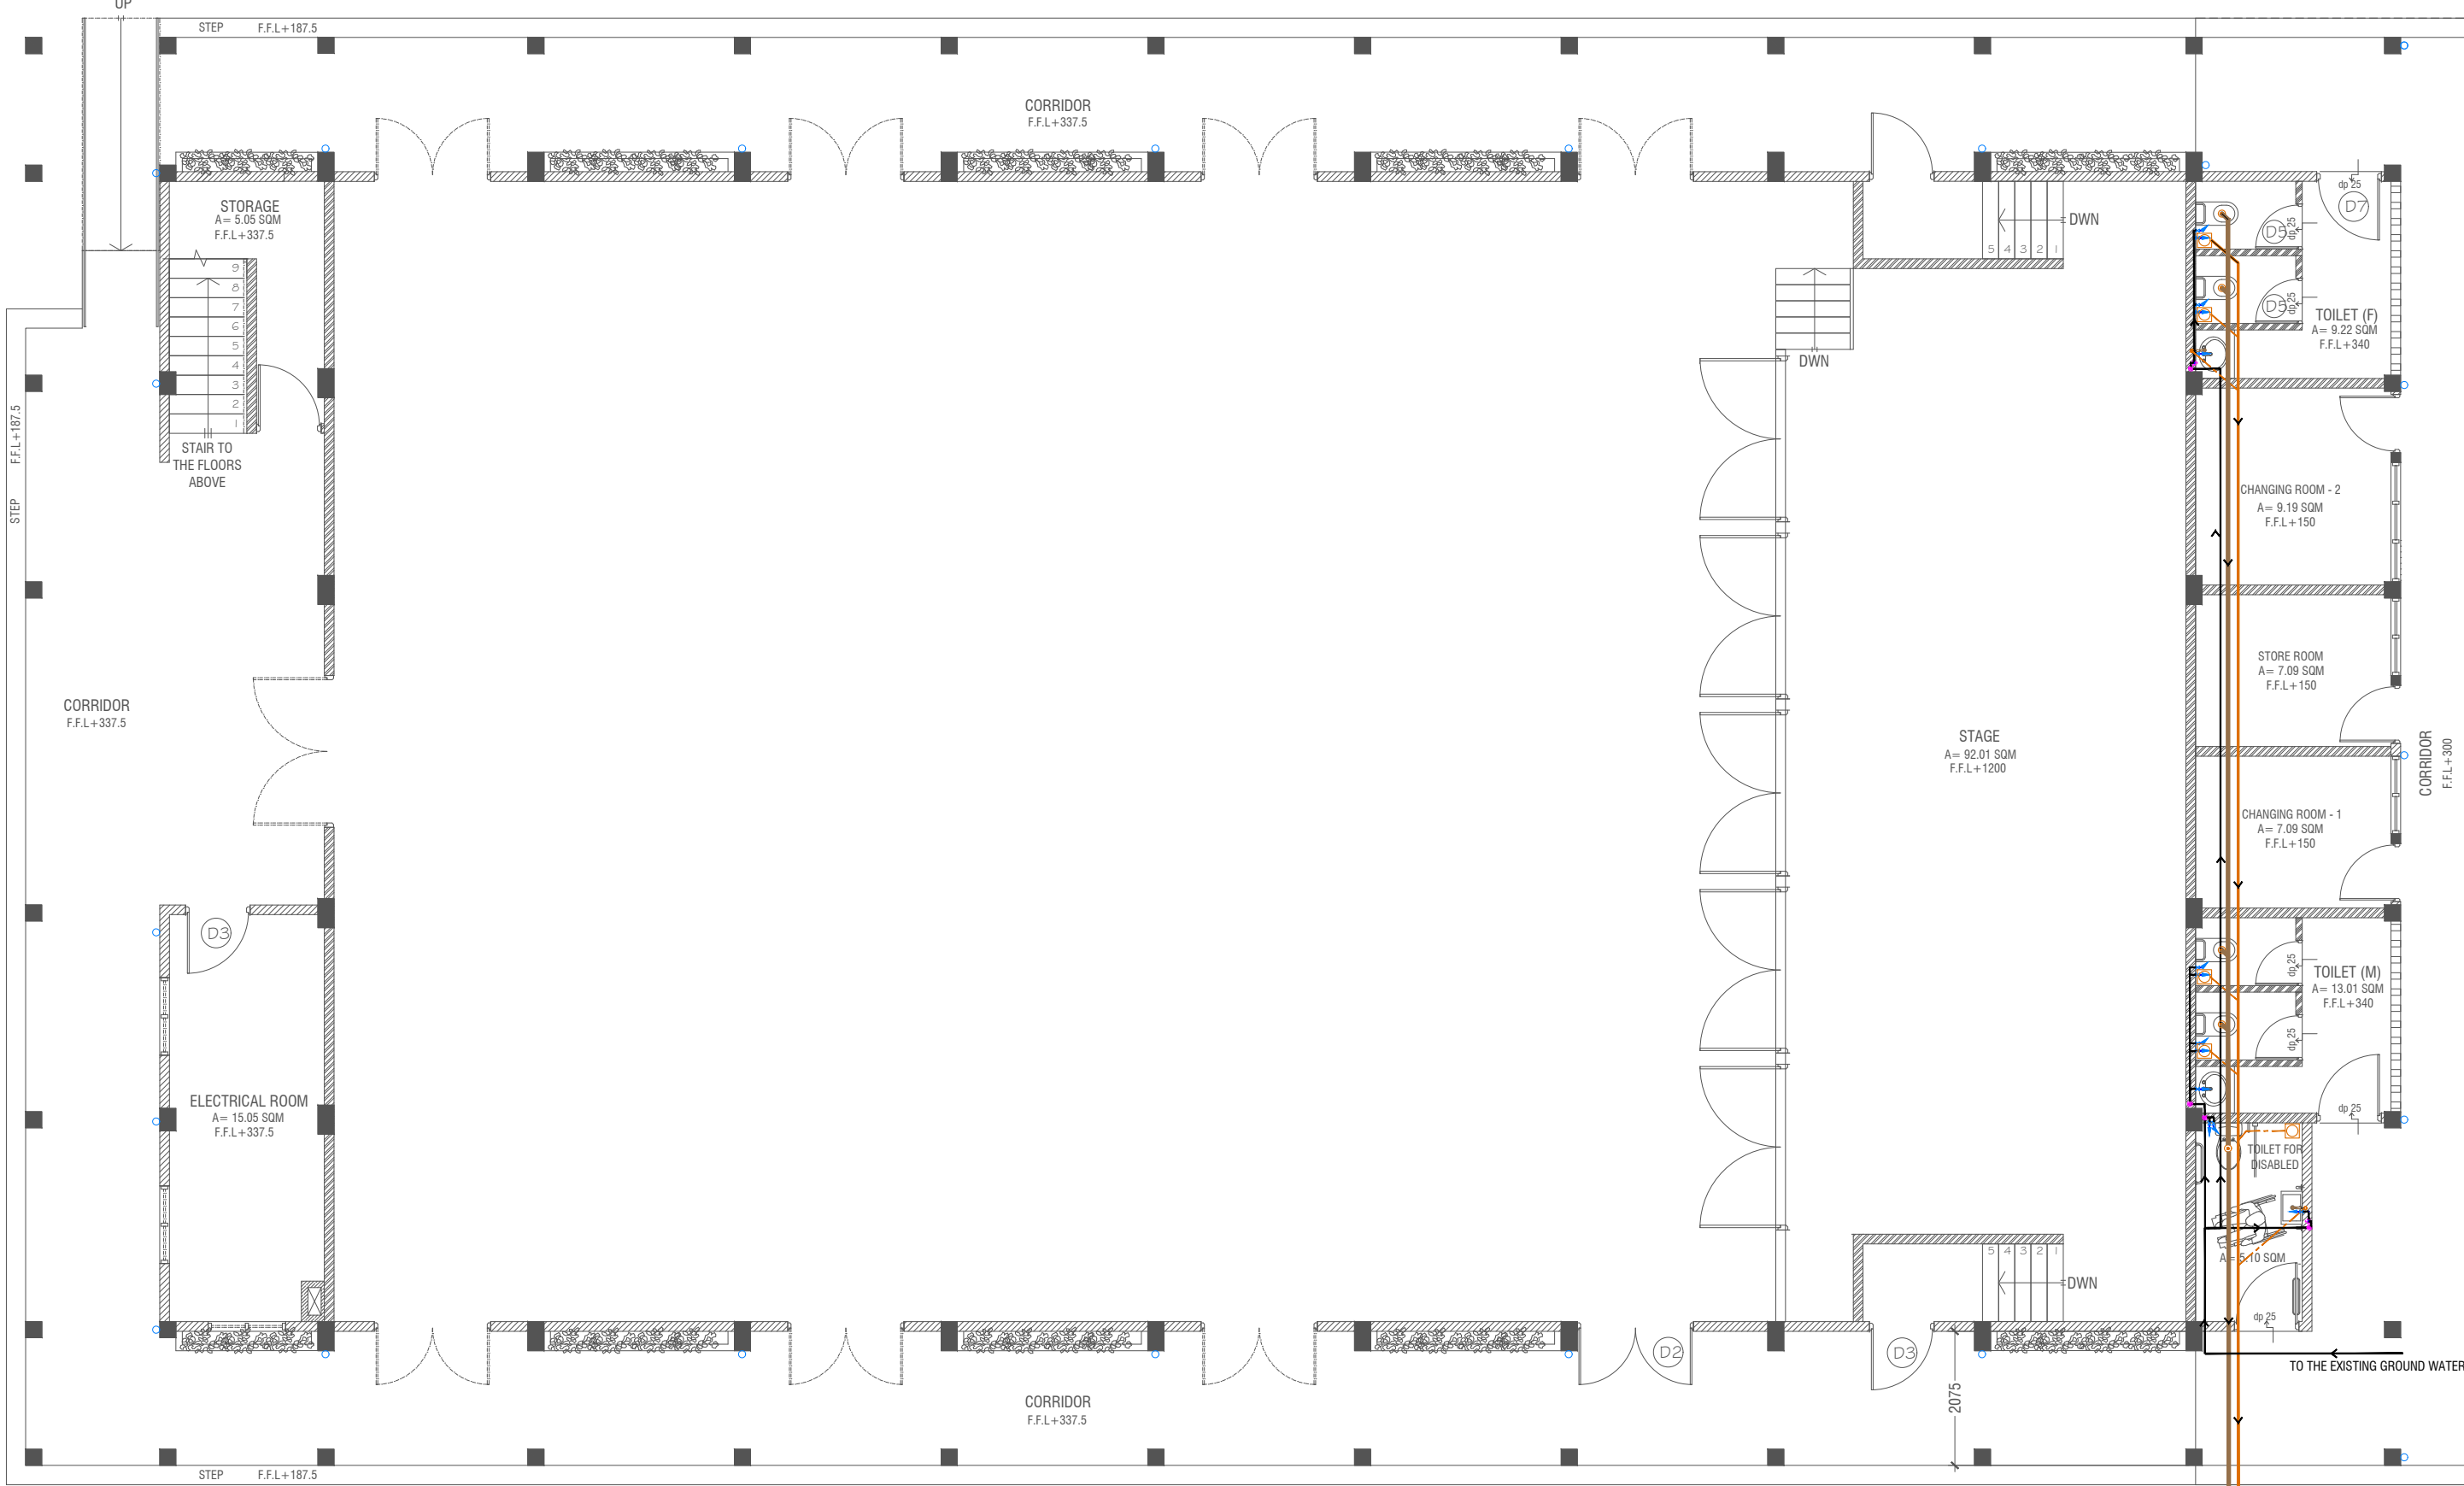 UP
STEP F.F.L+187.5
CORRIDOR
F.F.L+337.5
STORAGE
A= 5.05 SQM
F.F.L+337.5
9
8
7
6
5
4
3
2
1
STAIR TO
THE FLOORS
ABOVE
F.F.L+187.5
STEP
CORRIDOR
F.F.L+337.5
D3
ELECTRICAL ROOM
A= 15.05 SQM
F.F.L+337.5
DWN
5 4 3 2 1
DWN
STAGE
A= 92.01 SQM
F.F.L+1200
5 4 3 2 1
DWN
dp 25
D7
D5
dp 25
D5
dp 25
TOILET (F)
A= 9.22 SQM
F.F.L+340
CHANGING ROOM - 2
A= 9.19 SQM
F.F.L+150
STORE ROOM
A= 7.09 SQM
F.F.L+150
CORRIDOR
F.F.L+300
CHANGING ROOM - 1
A= 7.09 SQM
F.F.L+150
dp 25
TOILET (M)
A= 13.01 SQM
F.F.L+340
dp 25
dp 25
TOILET FOR
DISABLED
A= 5.10 SQM
dp 25
D2
D3
TO THE EXISTING GROUND WATER
2075
CORRIDOR
F.F.L+337.5
STEP F.F.L+187.5